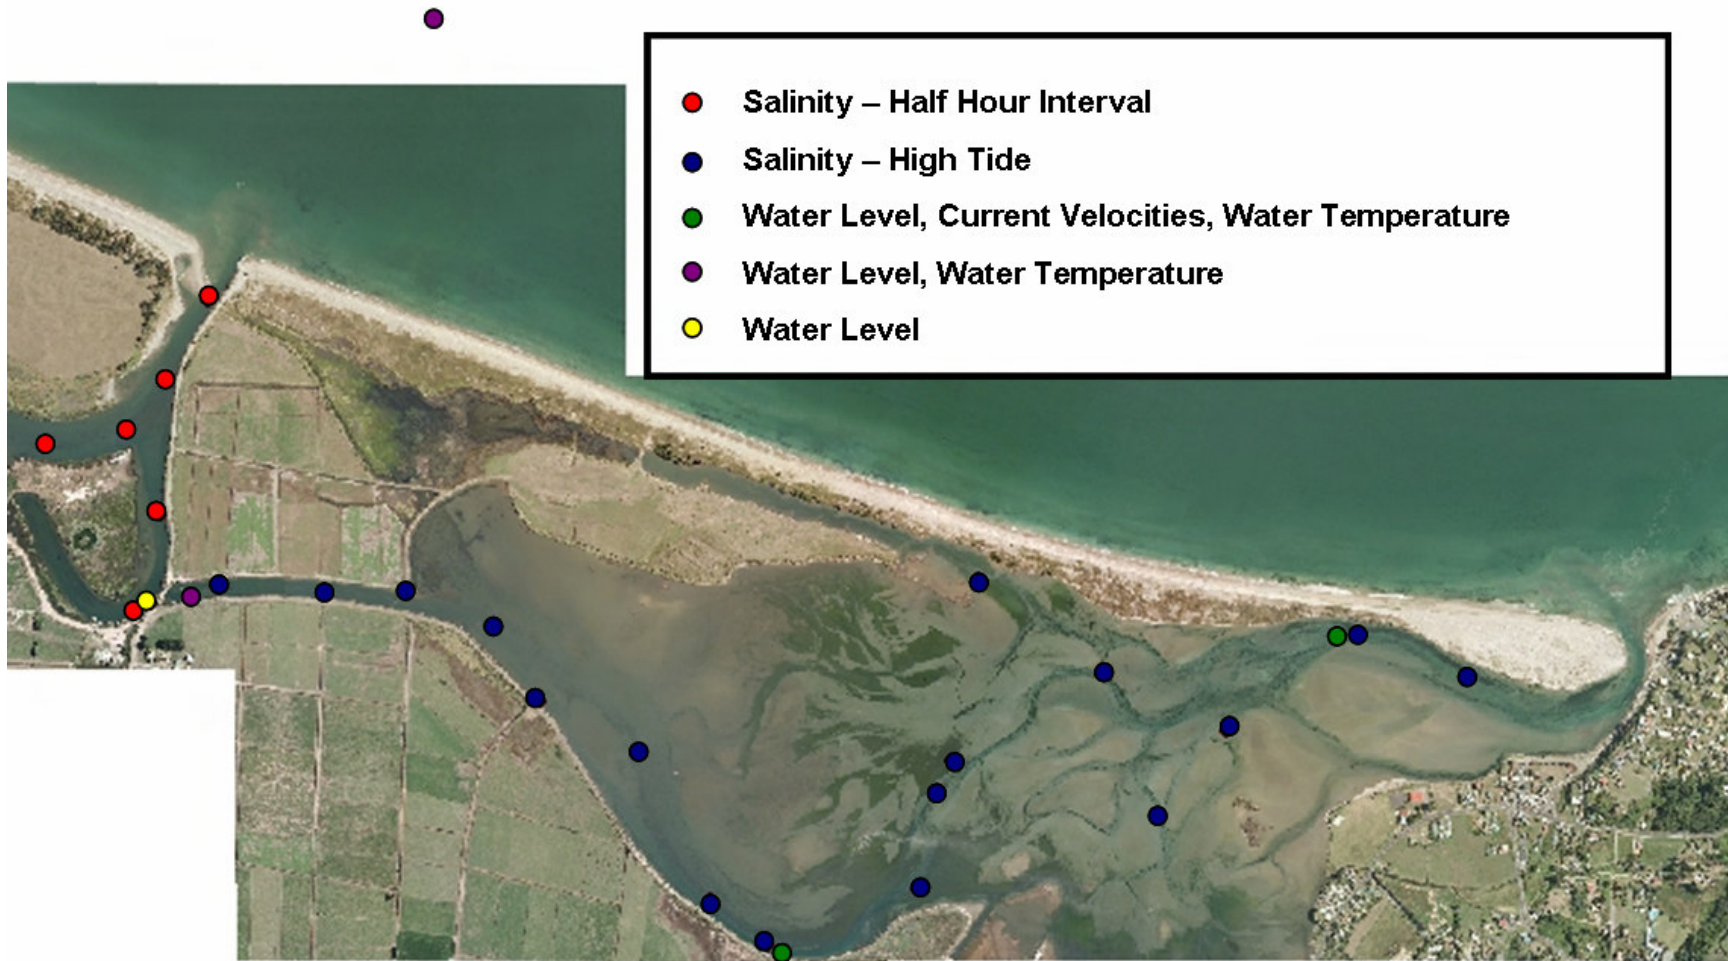 Salinity – Half Hour Interval
Salinity – High Tide
Water Level, Current Velocities, Water Temperature
Water Level, Water Temperature
Water Level